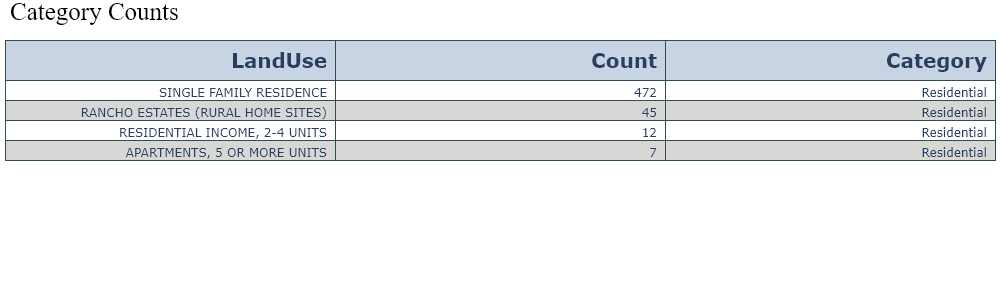 Category Counts
LandUse Count Category
SINGLE FAMILY RESIDENCE 472 Residential
RANCHO ESTATES (RURAL HOME SITES) 45 Residential
RESIDENTIAL INCOME, 2-4 UNITS 12 Residential
APARTMENTS, 5 OR MORE UNITS 7 Residential